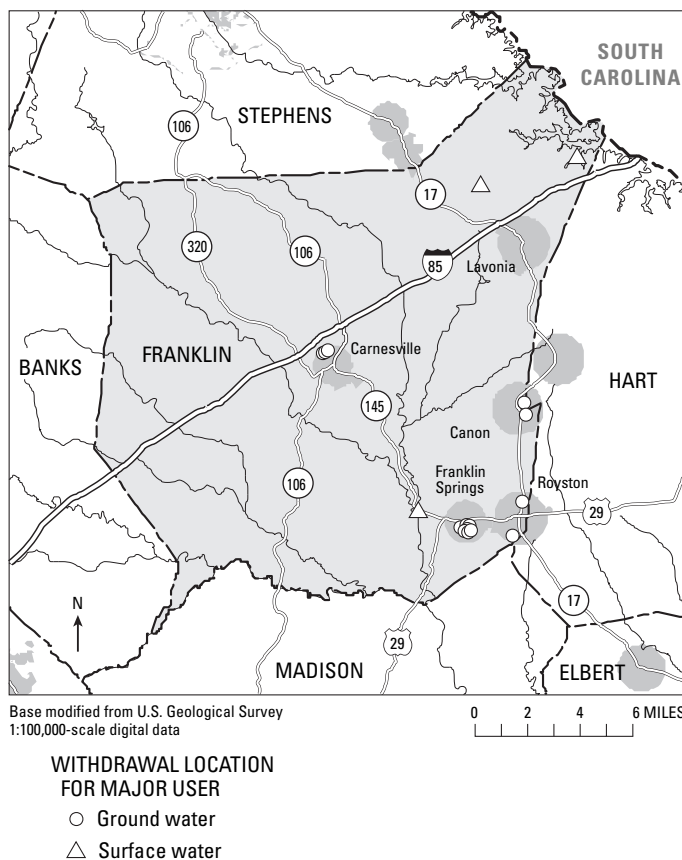 SOUTH
CAROLINA
STEPHENS
106
17
320
106
85
Lavonia
BANKS
FRANKLIN
Carnesville
HART
145
Canon
Franklin
Springs
Royston
106
29
N
29
17
MADISON
ELBERT
Base modified from U.S. Geological Survey
1:100,000-scale digital data
0 2 4 6 MILES
WITHDRAWAL LOCATION
FOR MAJOR USER
Ground water
Surface water